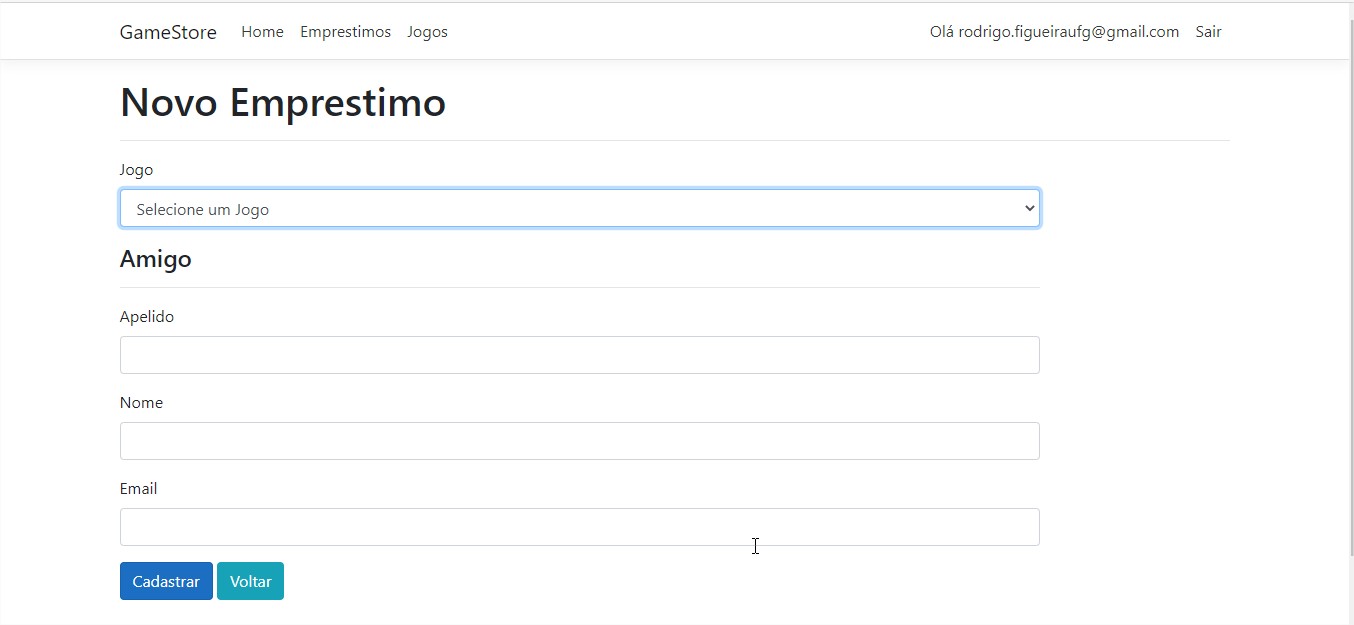 GameStore Home Emprestimos Jogos Olá rodrigo.figueiraufg@gmail.com Sair
Novo Emprestimo
Jogo
Selecione um Jogo
Amigo
Apelido
Nome
Email
Cadastrar Voltar